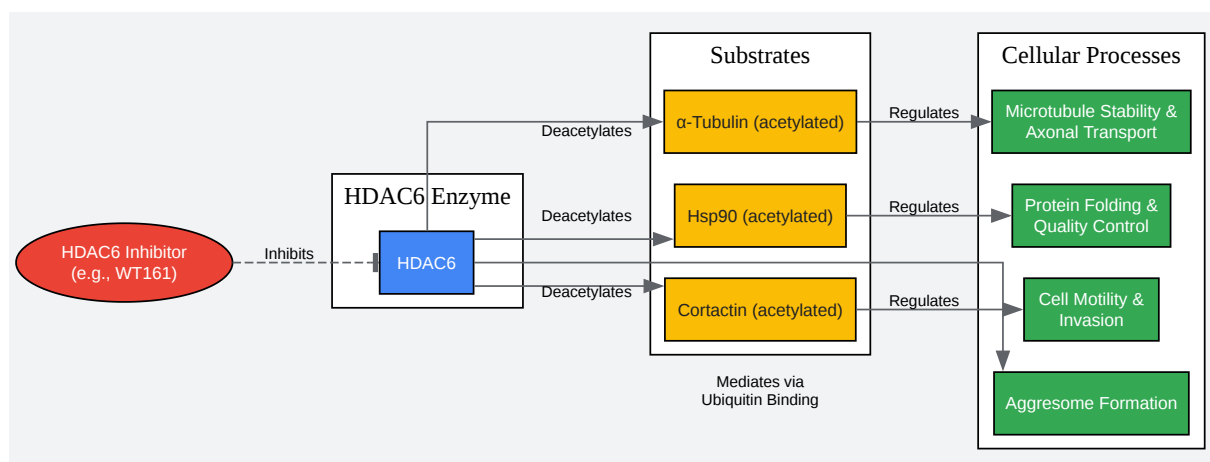 HDAC6 Inhibitor
(e.g., WT161)
Inhibits
HDAC6 Enzyme
HDAC6
Deacetylates
Deacetylates
Deacetylates
Substrates
α-Tubulin (acetylated)
Hsp90 (acetylated)
Cortactin (acetylated)
Mediates via
Ubiquitin Binding
Regulates
Regulates
Regulates
Cellular Processes
Microtubule Stability &
Axonal Transport
Protein Folding &
Quality Control
Cell Motility &
Invasion
Aggresome Formation